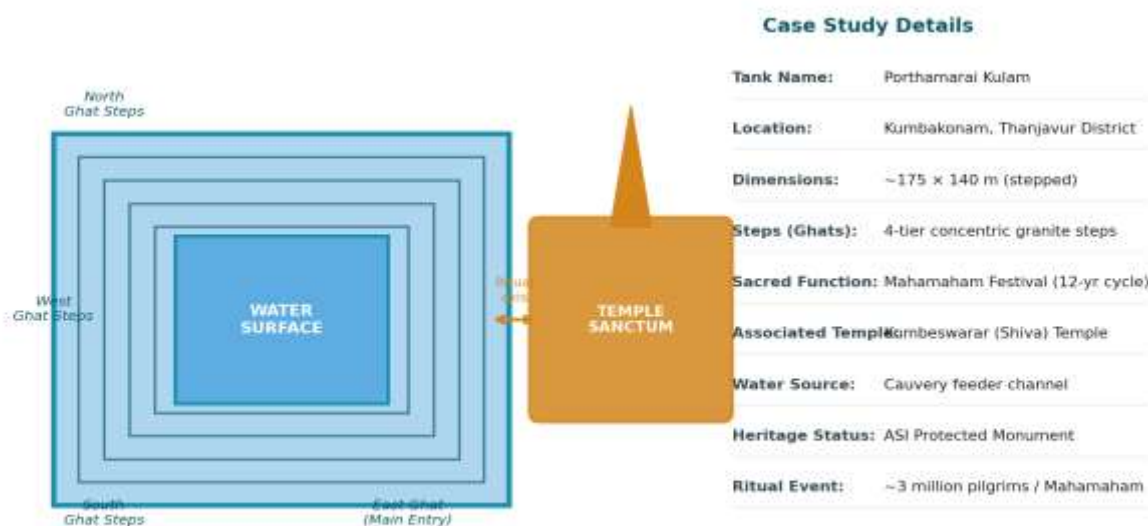 Case Study Details
North
Ghat Steps
West
Ghat Steps
WATER
SURFACE
TEMPLE
SANCTUM
South
Ghat Steps
East Ghat
(Main Entry)
Tank Name: Porthamarai Kulam
Location: Kumbakonam, Thanjavur District
Dimensions: ~175 × 140 m (stepped)
Steps (Ghats): 4-tier concentric granite steps
Sacred Function: Mahamaham Festival (12-yr cycle)
Associated Temple: Kumbeswarar (Shiva) Temple
Water Source: Cauvery feeder channel
Heritage Status: ASI Protected Monument
Ritual Event: ~3 million pilgrims / Mahamaham